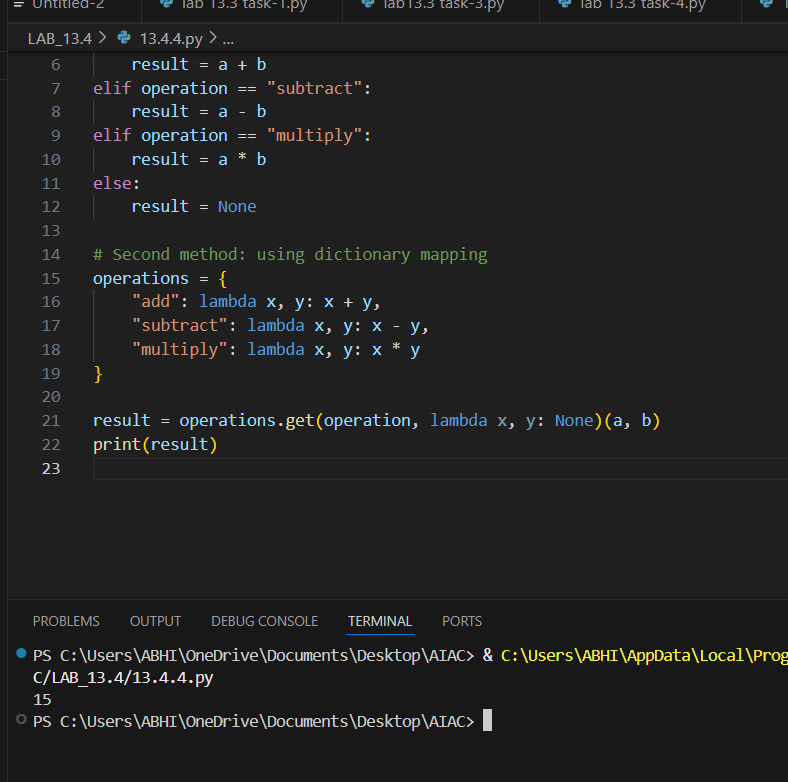 Untitled-2 lab 13.3 task-1.py lab13.3 task-3.py lab 13.3 task-4.py
LAB_13.4 > 13.4.4.py > ...
6 result = a + b
7 elif operation == "subtract":
8 result = a - b
9 elif operation == "multiply":
10 result = a * b
11 else:
12 result = None
13
14 # Second method: using dictionary mapping
15 operations = {
16 "add": lambda x, y: x + y,
17 "subtract": lambda x, y: x - y,
18 "multiply": lambda x, y: x * y
19 }
20
21 result = operations.get(operation, lambda x, y: None)(a, b)
22 print(result)
23
PROBLEMS OUTPUT DEBUG CONSOLE TERMINAL PORTS
PS C:\Users\ABHI\OneDrive\Documents\Desktop\AIAC> & C:\Users\ABHI\AppData\Local\Prog
C/LAB_13.4/13.4.4.py
15
PS C:\Users\ABHI\OneDrive\Documents\Desktop\AIAC>